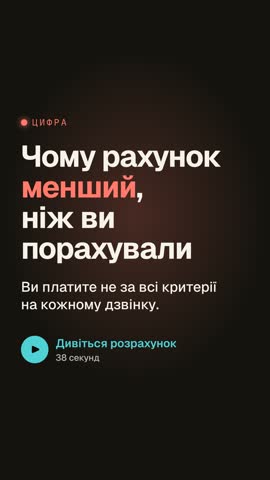 ЦИФРА
Чому рахунок
менший,
ніж ви
порахували
Ви платите не за всі критерії
на кожному дзвінку.
Дивіться розрахунок
38 секунд